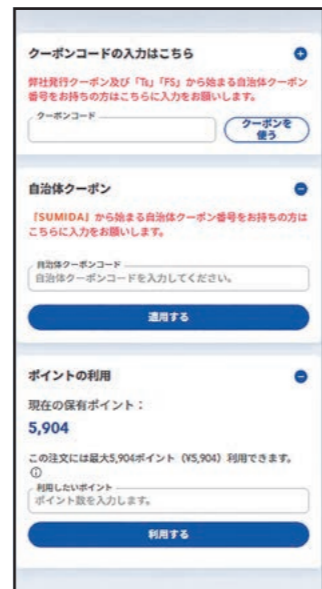 クーポンコードの入力はこちら
弊社発行クーポン及び「Tk」「FS」から始まる自治体クーポン
番号をお持ちの方はこちらに入力をお願いします。
クーポンコード
クーポンを
使う
自治体クーポン
「SUMIDA」から始まる自治体クーポン番号をお持ちの方は
こちらに入力をお願いします。
自治体クーポンコード
自治体クーポンコードを入力してください。
適用する
ポイントの利用
現在の保有ポイント：
5,904
この注文には最大5,904ポイント（¥5,904）利用できます。
利用したいポイント
ポイント数を入力します。
利用する